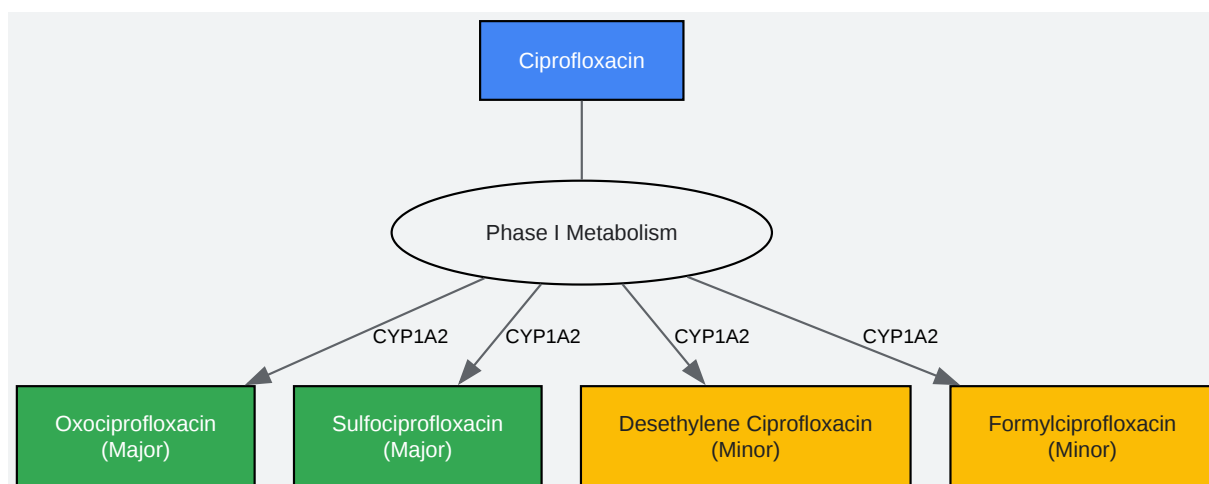 Ciprofloxacin
Phase I Metabolism
CYP1A2
CYP1A2
CYP1A2
CYP1A2
Oxociprofloxacin
(Major)
Sulfociprofloxacin
(Major)
Desethylene Ciprofloxacin
(Minor)
Formylciprofloxacin
(Minor)